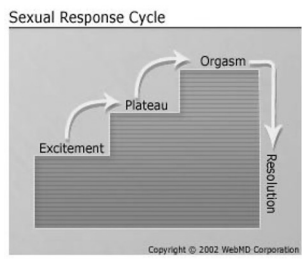 Sexual Response Cycle
Orgasm
Plateau
Excitement
Resolution
Copyright © 2002 WebMD Corporation